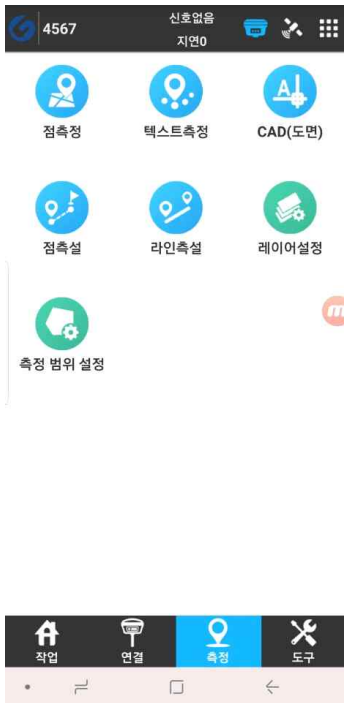 4567
신호없음
지연0
점측정
텍스트측정
CAD(도면)
점측설
라인측설
레이어설정
측정 범위 설정
작업
연결
측정
도구